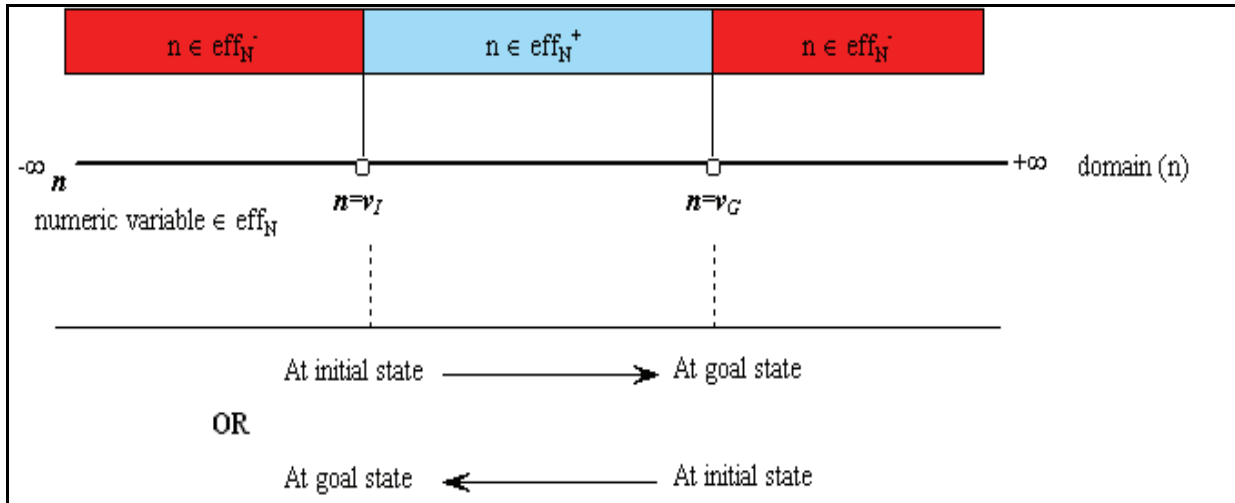 n ∈ eff_N^- n ∈ eff_N^+ n ∈ eff_N^-
-∞ n +∞ domain (n)
n=v_I n=v_G
numeric variable ∈ eff_N
At initial state At goal state
OR
At goal state At initial state